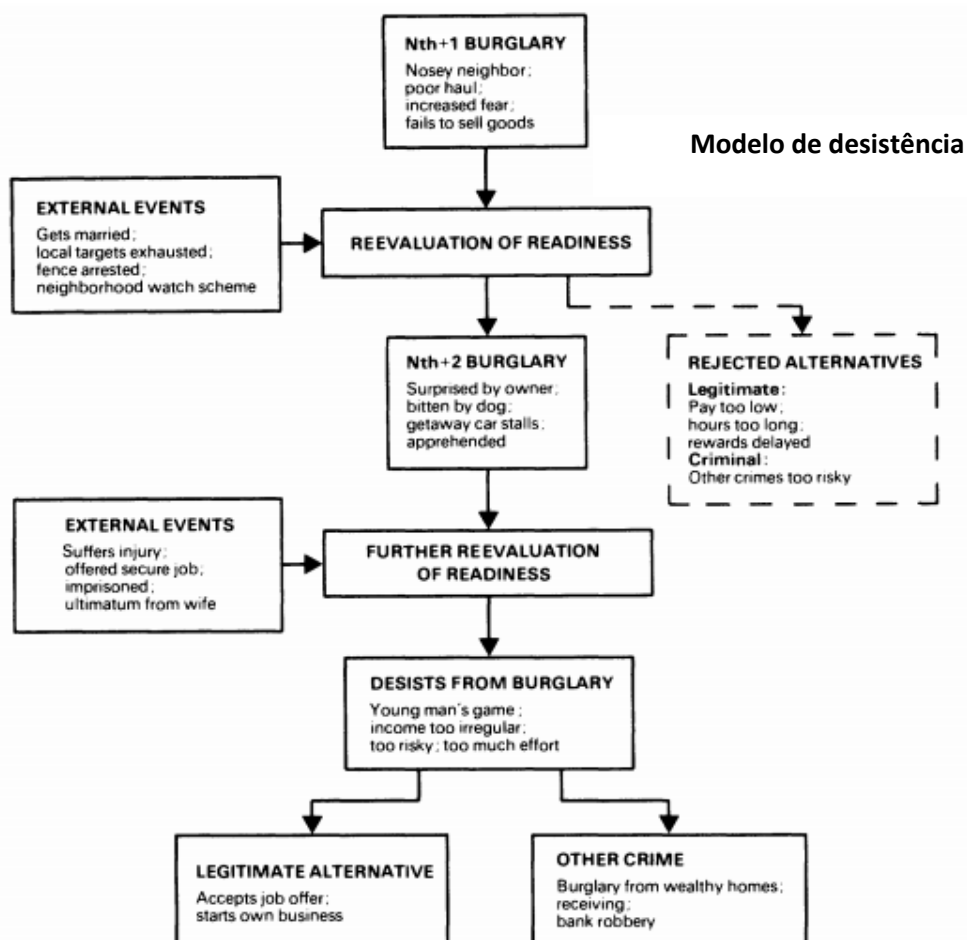 Nth+1 BURGLARY
Nosey neighbor;
poor haul;
increased fear;
fails to sell goods
Modelo de desistência
EXTERNAL EVENTS
Gets married;
local targets exhausted;
fence arrested;
neighborhood watch scheme
REEVALUATION OF READINESS
Nth+2 BURGLARY
Surprised by owner;
bitten by dog;
getaway car stalls;
apprehended
REJECTED ALTERNATIVES
Legitimate:
Pay too low;
hours too long;
rewards delayed
Criminal:
Other crimes too risky
EXTERNAL EVENTS
Suffers injury;
offered secure job;
imprisoned;
ultimatum from wife
FURTHER REEVALUATION
OF READINESS
DESISTS FROM BURGLARY
Young man's game;
income too irregular;
too risky; too much effort
LEGITIMATE ALTERNATIVE
Accepts job offer;
starts own business
OTHER CRIME
Burglary from wealthy homes;
receiving;
bank robbery